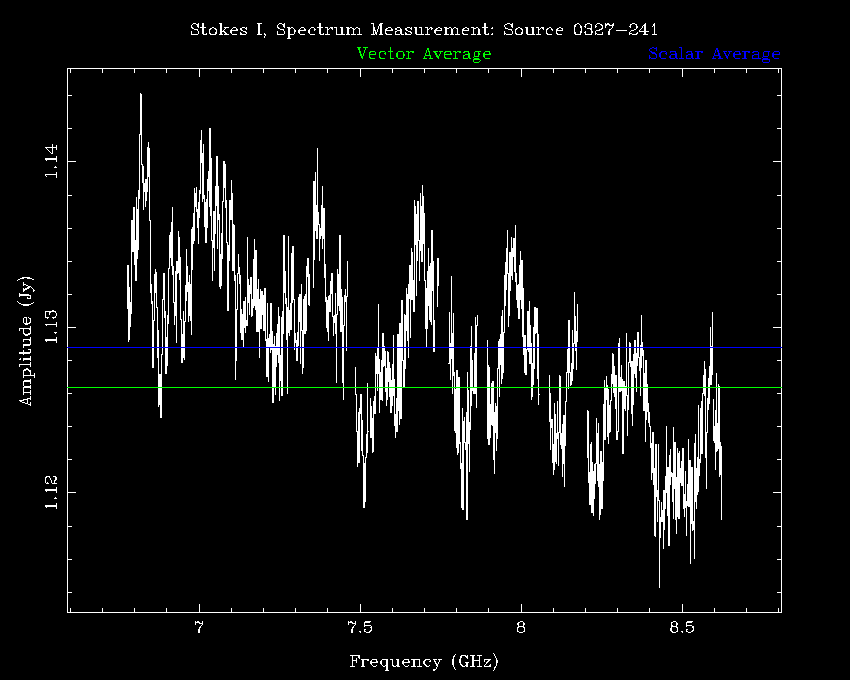 Stokes I, Spectrum Measurement: Source 0327-241
Vector Average Scalar Average
1.14
1.13
1.12
Amplitude (Jy)
7 7.5 8 8.5
Frequency (GHz)